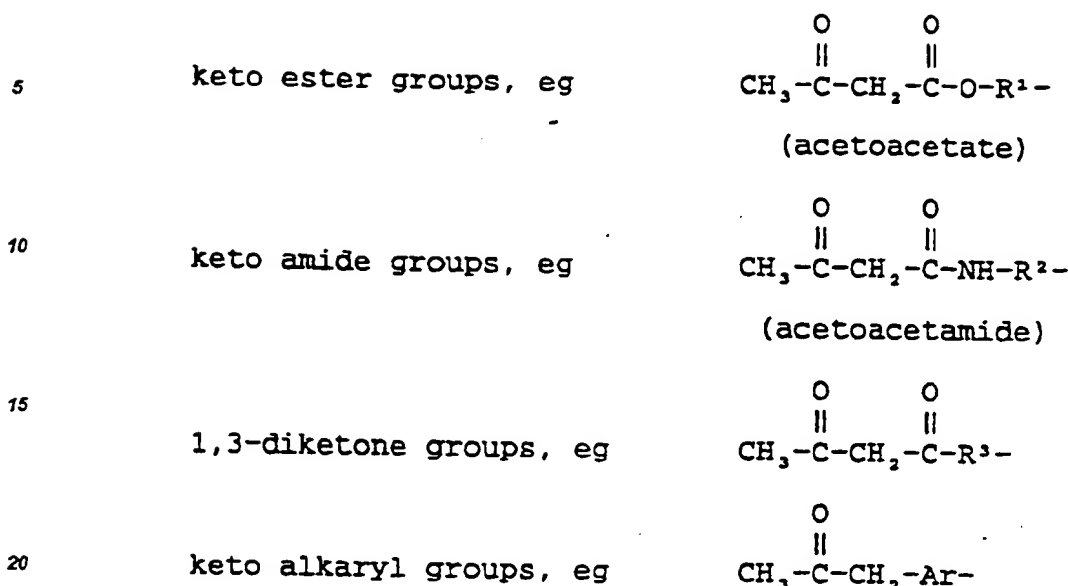 O O
|| ||
5 keto ester groups, eg CH₃-C-CH₂-C-O-R¹-
(acetoacetate)
O O
10 || ||
keto amide groups, eg CH₃-C-CH₂-C-NH-R²-
(acetoacetamide)
15 O O
|| ||
1,3-diketone groups, eg CH₃-C-CH₂-C-R³-
O
||
20 keto alkaryl groups, eg CH₃-C-CH₂-Ar-